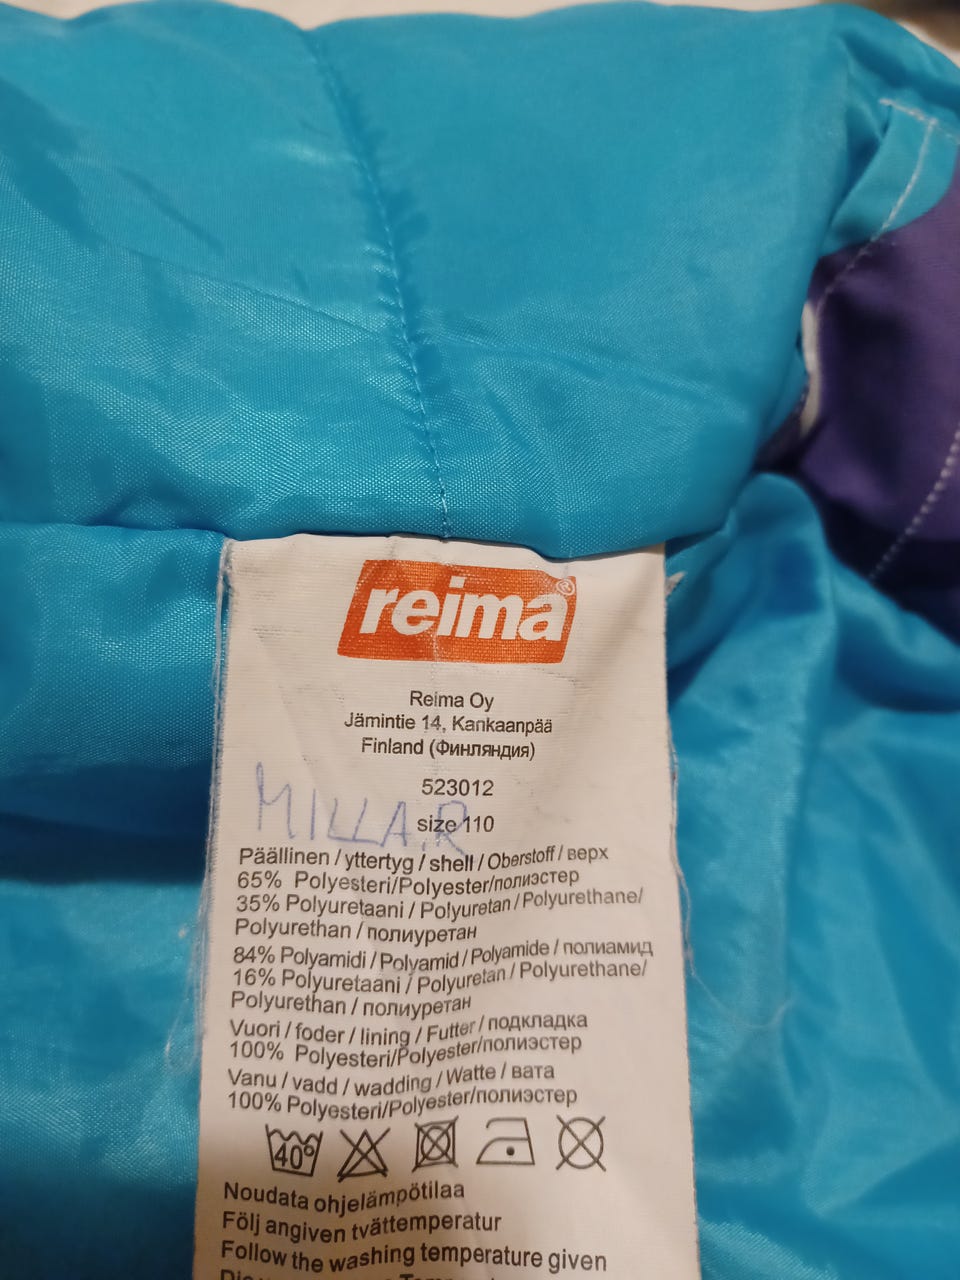 reima®
Reima Oy
Jämintie 14, Kankaanpää
Finland (Финляндия)
523012
MILLA.R
size 110
Päällinen / yttertyg / shell / Oberstoff / верх
65% Polyesteri/Polyester/полиэстер
35% Polyuretaani / Polyuretan / Polyurethane/
Polyurethan / полиуретан
84% Polyamidi / Polyamid / Polyamide / полиамид
16% Polyuretaani / Polyuretan / Polyurethane/
Polyurethan / полиуретан
Vuori / foder / lining / Futter / подкладка
100% Polyesteri/Polyester/полиэстер
Vanu / vadd / wadding / Watte / вата
100% Polyesteri/Polyester/полиэстер
40°
Noudata ohjelämpötilaa
Följ angiven tvättemperatur
Follow the washing temperature given